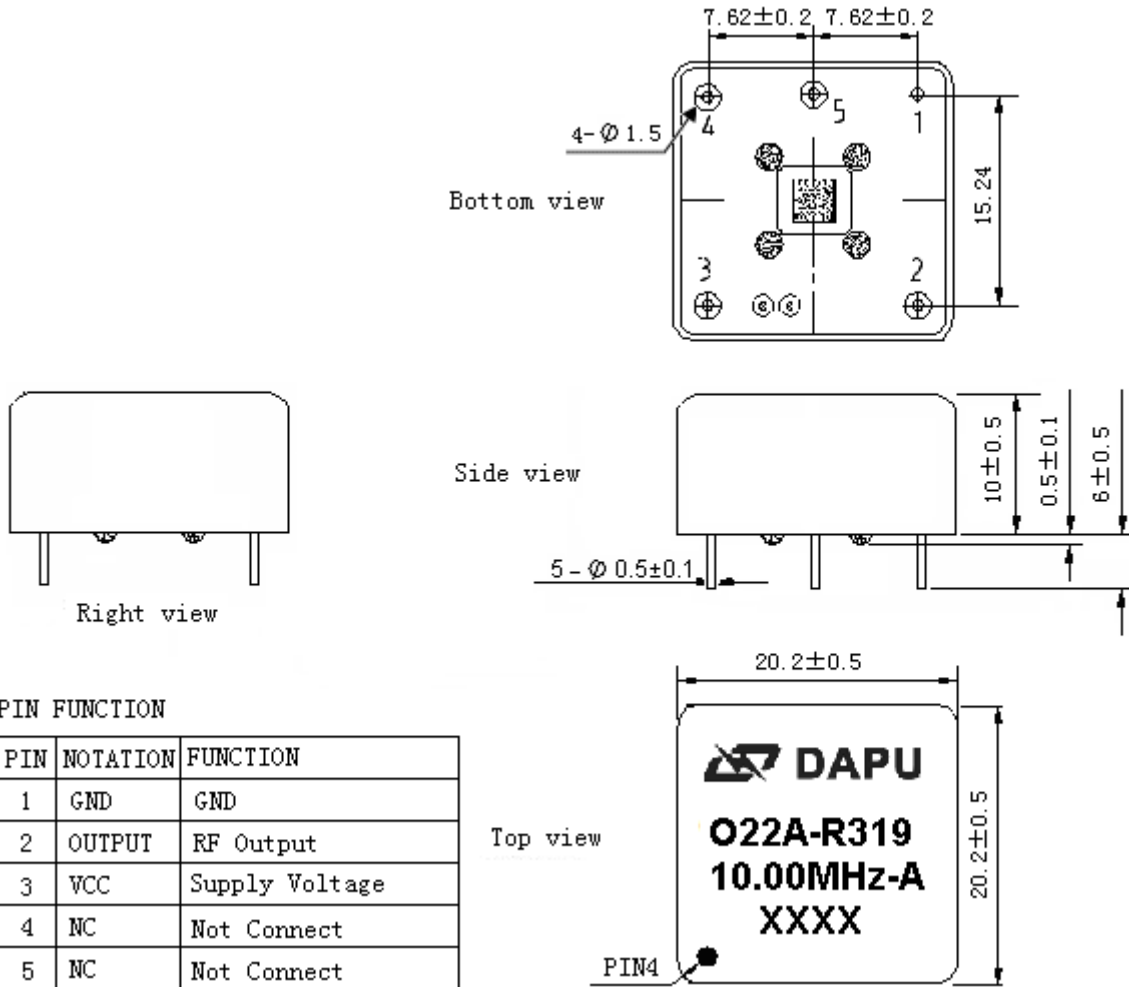 7.62±0.2 7.62±0.2
4 5 1
4-Ø1.5
15.24
Bottom view
3 2
Side view
10±0.5
0.5±0.1
6±0.5
5-Ø0.5±0.1
Right view
20.2±0.5
PIN FUNCTION
PIN NOTATION FUNCTION
1 GND GND
2 OUTPUT RF Output
3 VCC Supply Voltage
4 NC Not Connect
5 NC Not Connect
Top view
DAPU
O22A-R319
10.00MHz-A
XXXX
20.2±0.5
PIN4